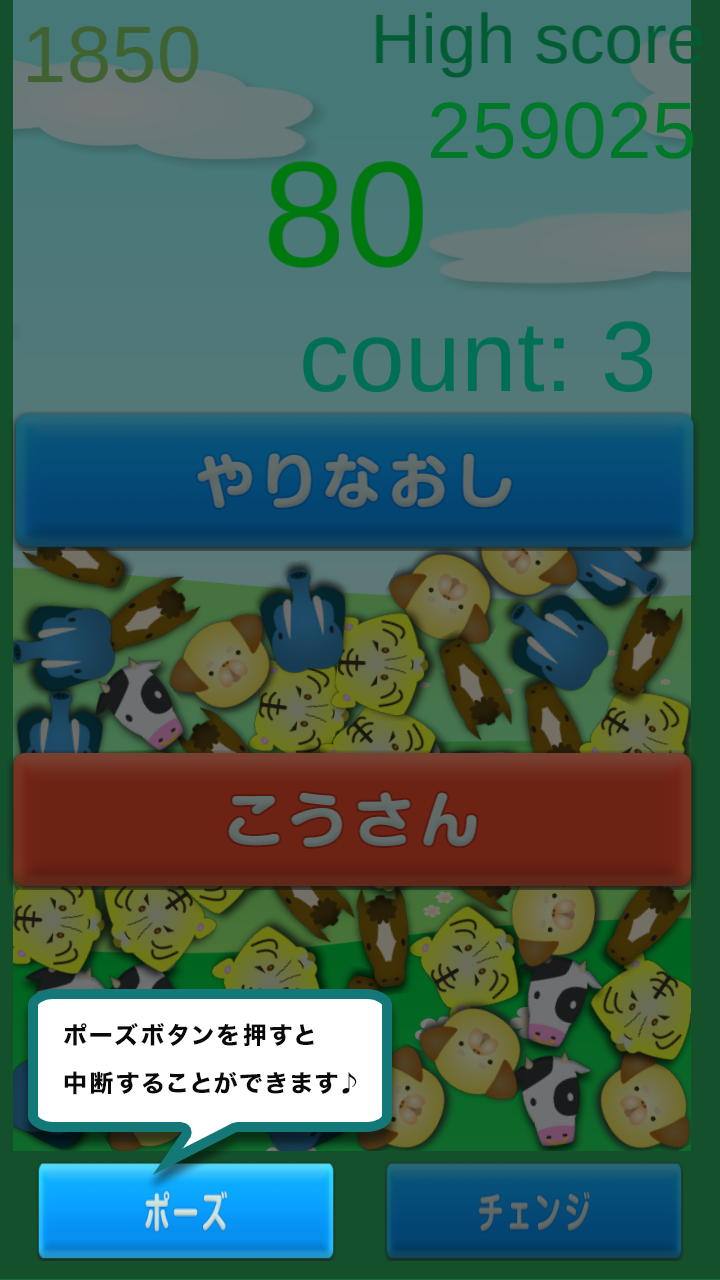 1850
High score
259025
80
count: 3
やりなおし
こうさん
ポーズボタンを押すと
中断することができます♪
ポーズ
チェンジ